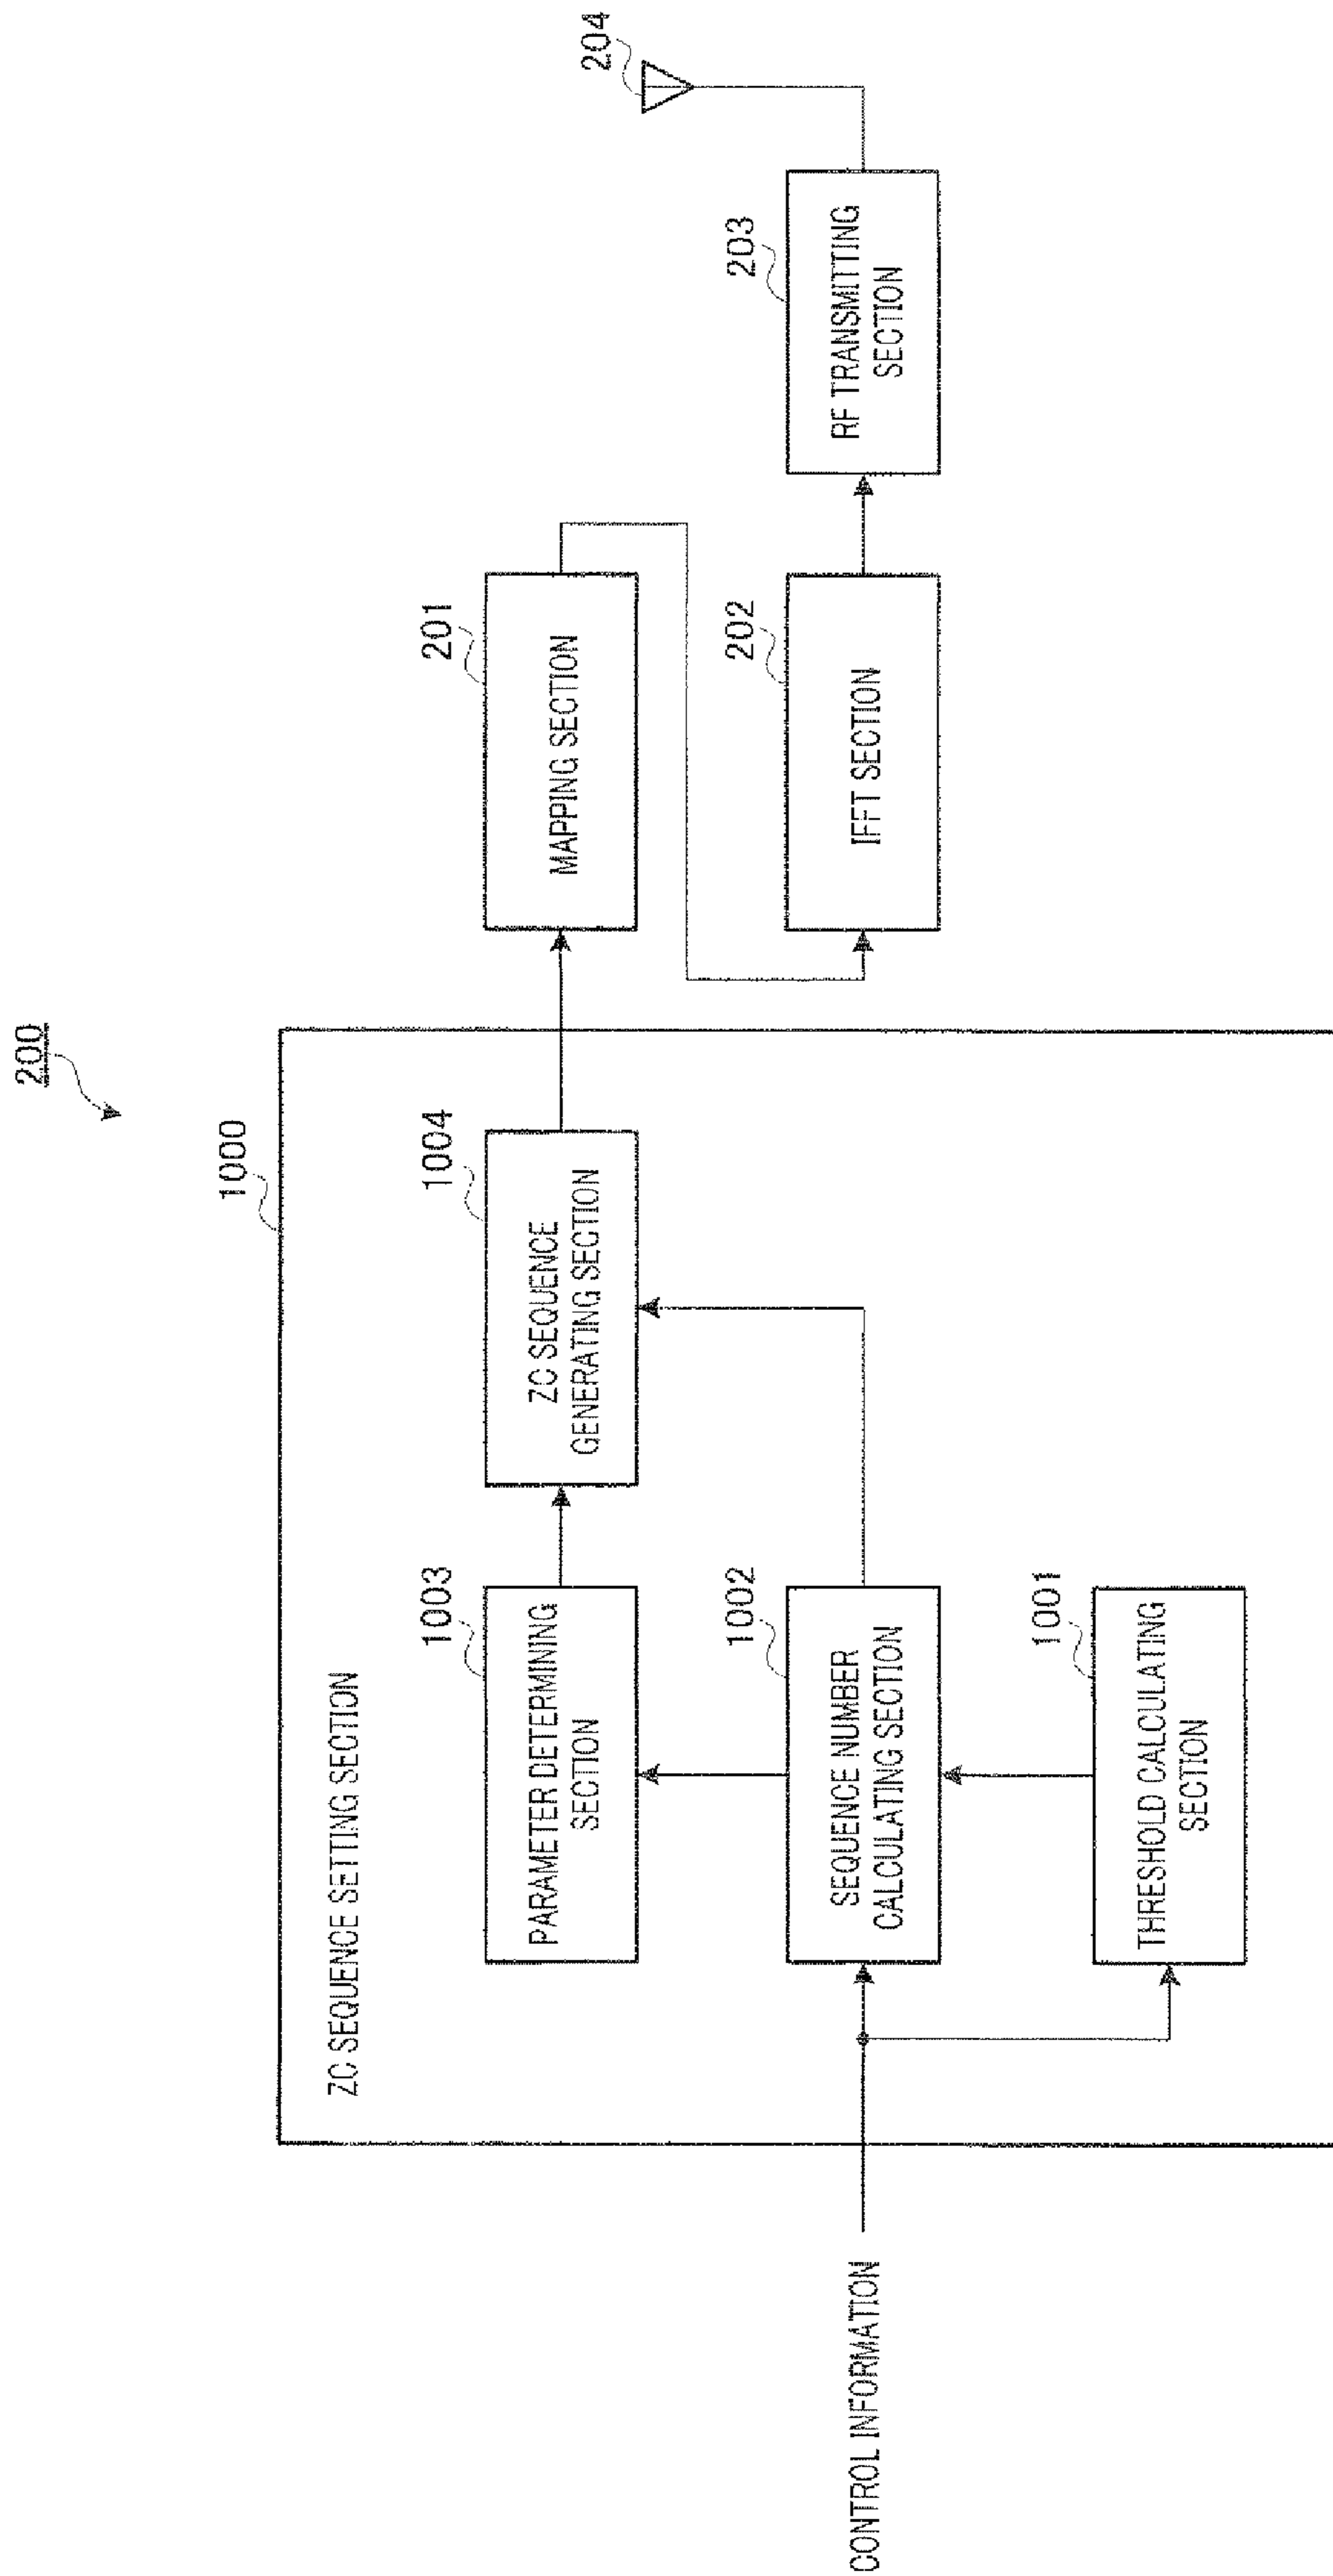 200
1000
ZC SEQUENCE SETTING SECTION
1003
PARAMETER DETERMINING
SECTION
1004
ZC SEQUENCE
GENERATING SECTION
201
MAPPING SECTION
204
CONTROL INFORMATION
1002
SEQUENCE NUMBER
CALCULATING SECTION
202
IFFT SECTION
203
RF TRANSMITTING
SECTION
1001
THRESHOLD CALCULATING
SECTION